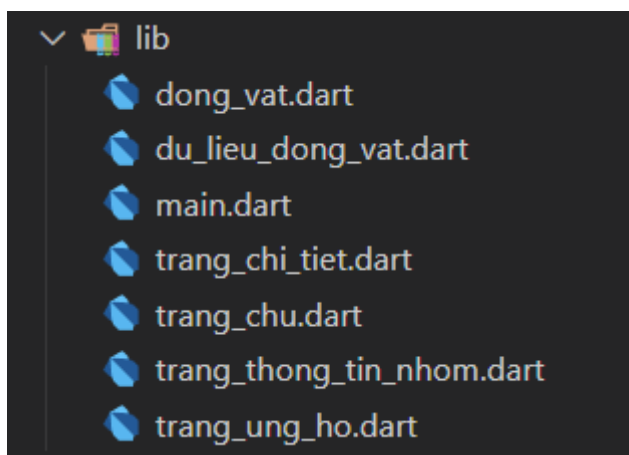 lib
dong_vat.dart
du_lieu_dong_vat.dart
main.dart
trang_chi_tiet.dart
trang_chu.dart
trang_thong_tin_nhom.dart
trang_ung_ho.dart